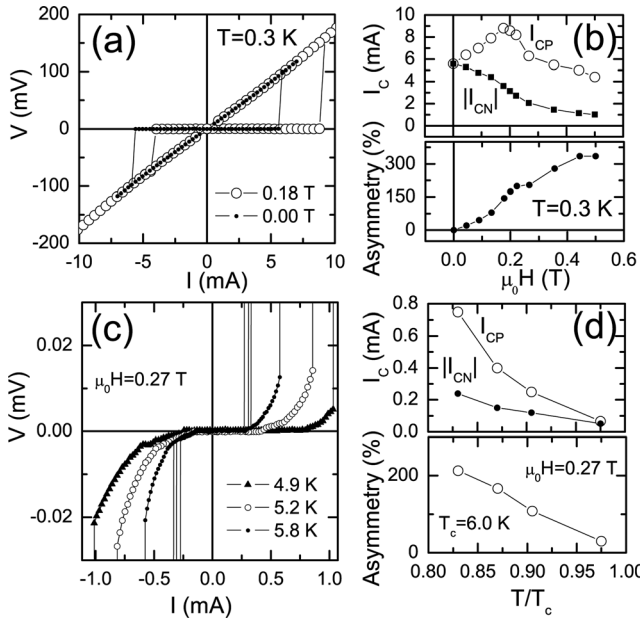 (a)
T=0.3 K
V (mV)
200
100
0
-100
-200
0.18 T
0.00 T
-10
-5
0
5
10
I (mA)
(b)
I_C (mA)
10
8
6
4
2
0
I_CP
|I_CN|
Asymmetry (%)
300
150
0
T=0.3 K
0.0
0.2
0.4
0.6
μ₀H (T)
(c)
V (mV)
0.02
0.00
-0.02
μ₀H=0.27 T
4.9 K
5.2 K
5.8 K
-1.0
-0.5
0.0
0.5
1.0
I (mA)
(d)
I_C (mA)
0.8
0.6
0.4
0.2
0.0
I_CP
|I_CN|
Asymmetry (%)
200
0
μ₀H=0.27 T
T_c=6.0 K
0.80
0.85
0.90
0.95
1.00
T/T_c